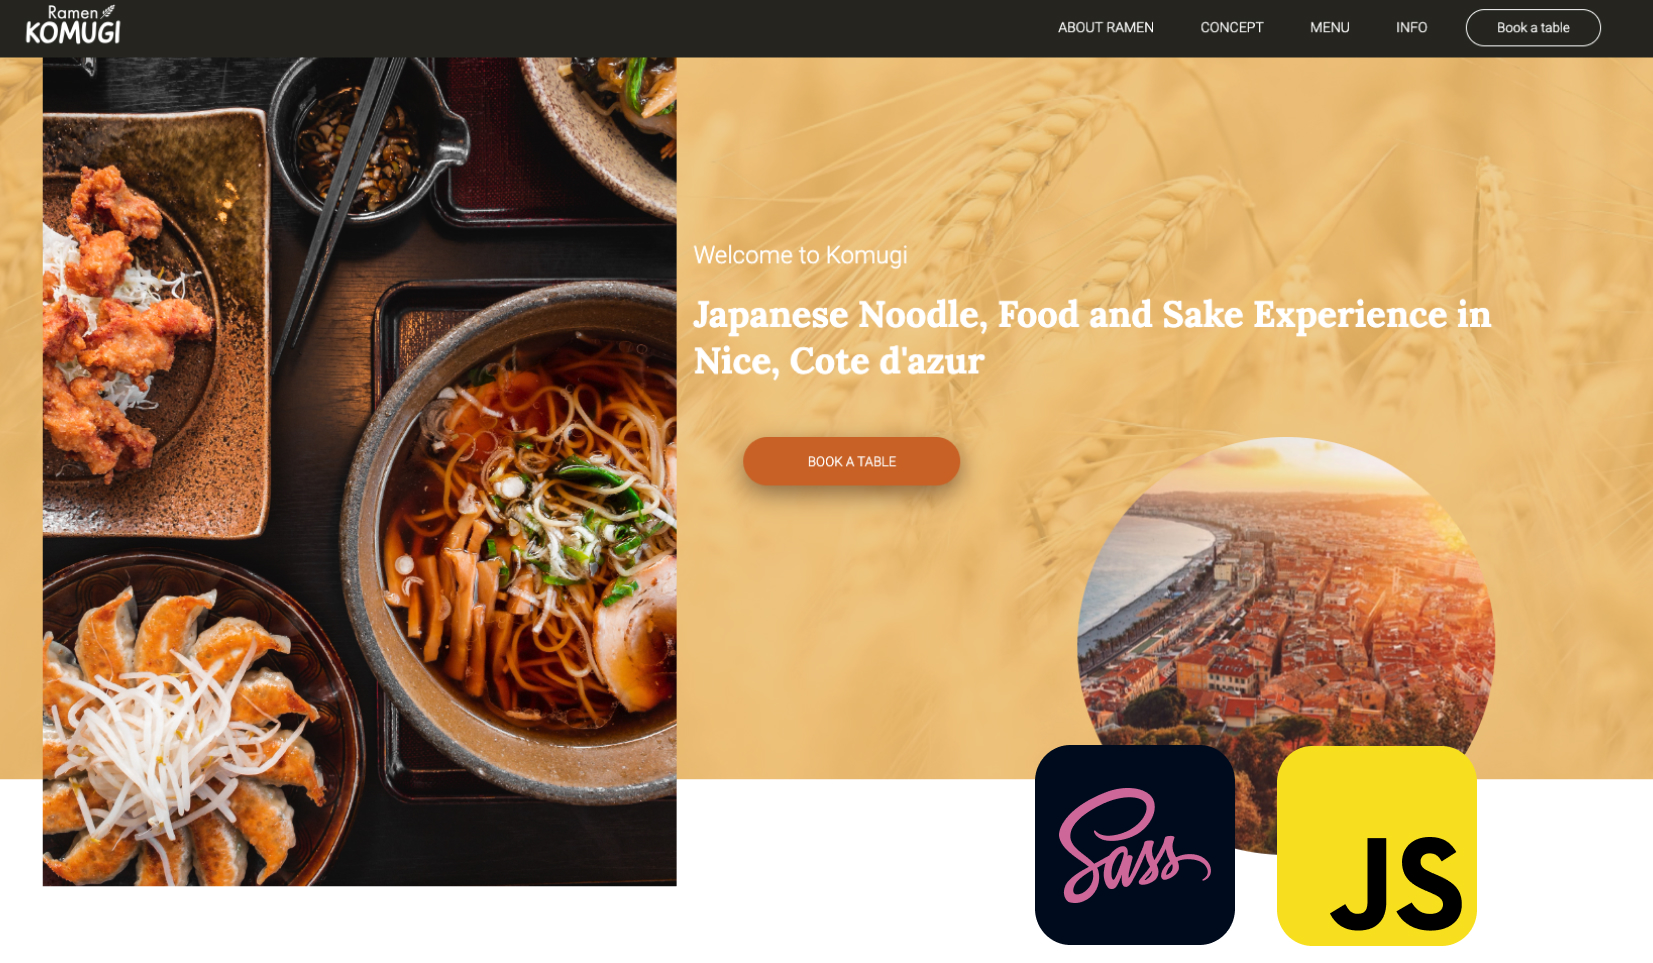 Ramen
KOMUGI
ABOUT RAMEN
CONCEPT
MENU
INFO
Book a table
Welcome to Komugi
Japanese Noodle, Food and Sake Experience in
Nice, Cote d'azur
BOOK A TABLE
Sass
JS